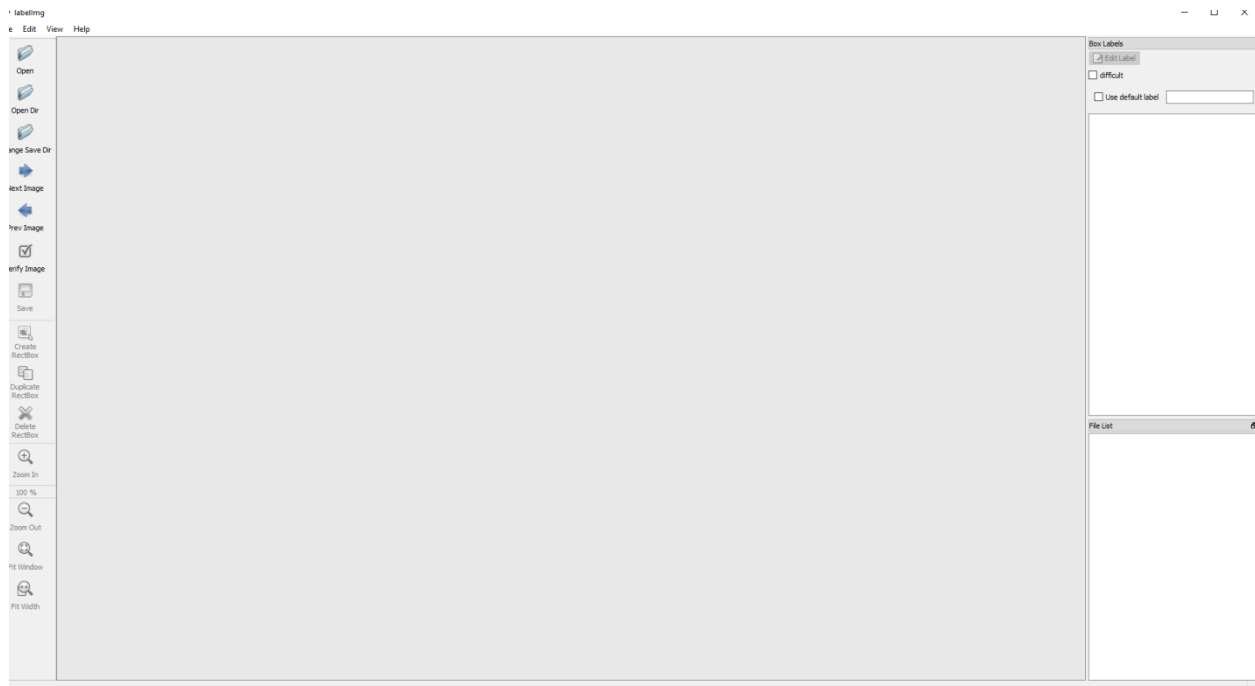 labelImg
e Edit View Help
Open
Open Dir
ange Save Dir
Next Image
Prev Image
erify Image
Save
Create
RectBox
Duplicate
RectBox
Delete
RectBox
Zoom In
100 %
Zoom Out
Fit Window
Fit Width
Box Labels
Edit Label
difficult
Use default label
File List